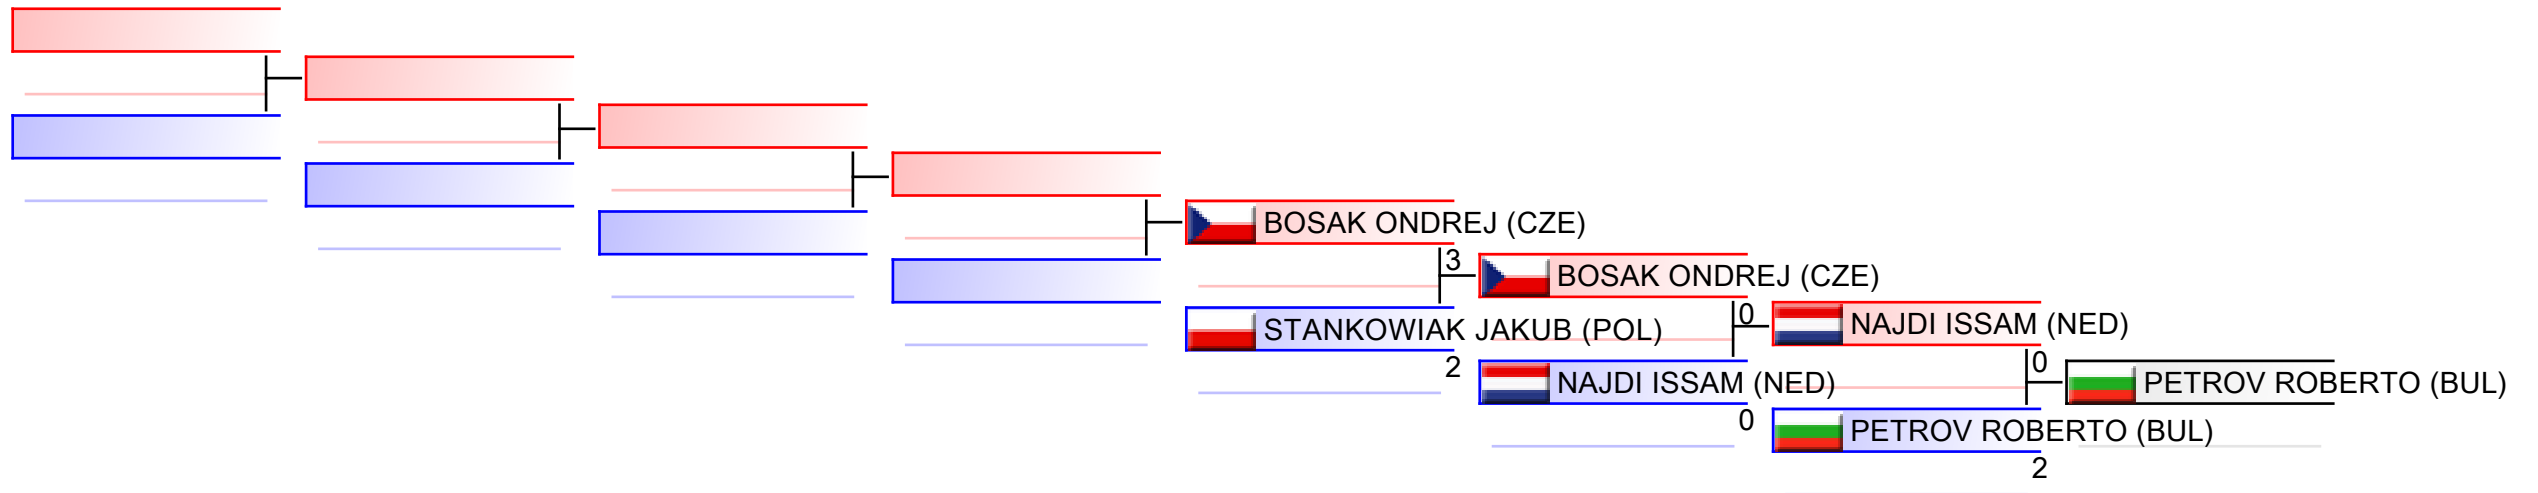 BOSAK ONDREJ (CZE)
3
BOSAK ONDREJ (CZE)
STANKOWIAK JAKUB (POL)
2
0
NAJDI ISSAM (NED)
NAJDI ISSAM (NED)
0
0
PETROV ROBERTO (BUL)
PETROV ROBERTO (BUL)
2